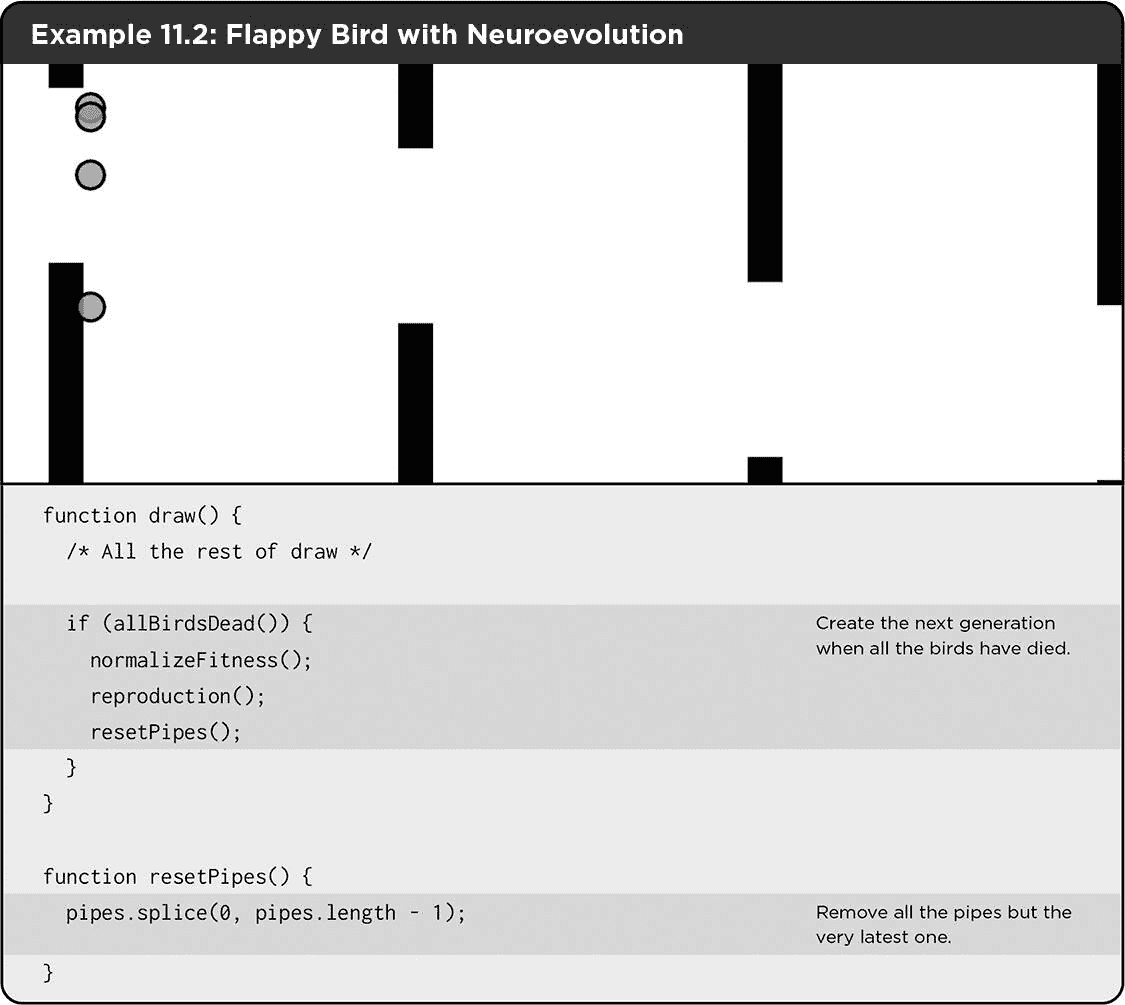 Example 11.2: Flappy Bird with Neuroevolution
function draw() {
/* All the rest of draw */
if (allBirdsDead()) {
Create the next generation
when all the birds have died.
normalizeFitness();
reproduction();
resetPipes();
}
}
function resetPipes() {
pipes.splice(0, pipes.length - 1);
Remove all the pipes but the
very latest one.
}